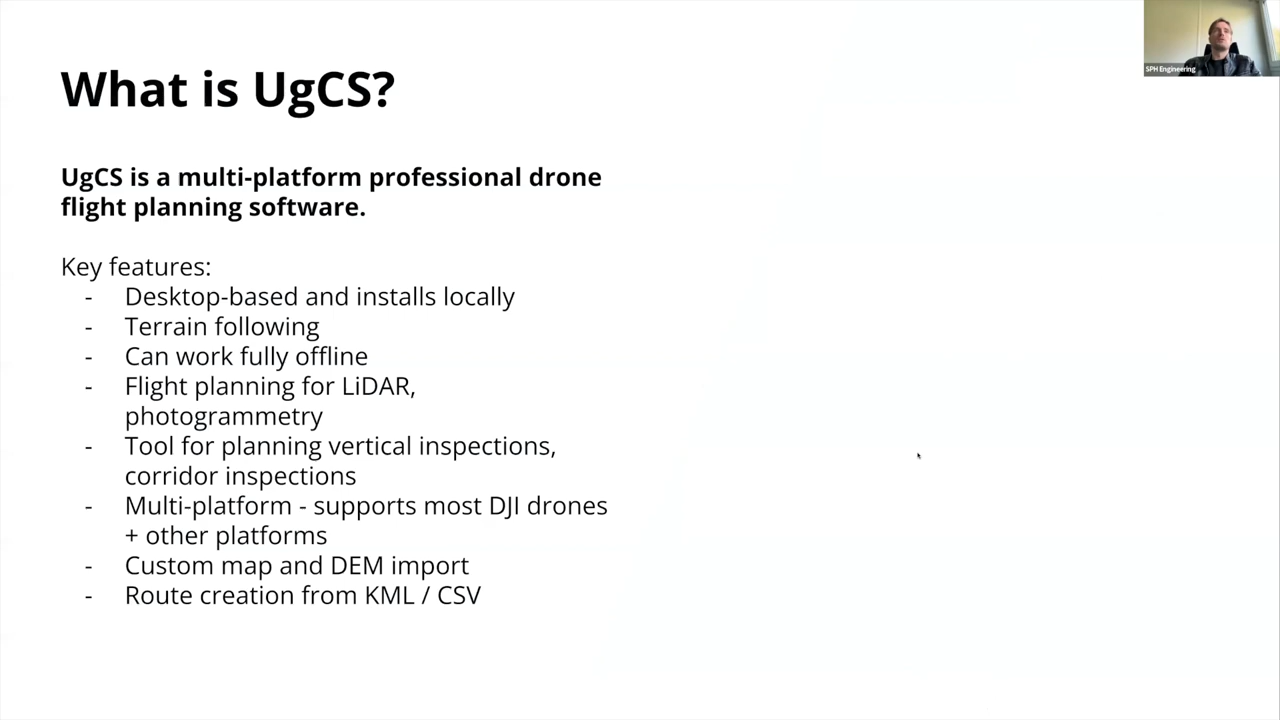 What is UgCS?
UgCS is a multi-platform professional drone
flight planning software.
Key features:
- Desktop-based and installs locally
- Terrain following
- Can work fully offline
- Flight planning for LiDAR,
photogrammetry
- Tool for planning vertical inspections,
corridor inspections
- Multi-platform - supports most DJI drones
+ other platforms
- Custom map and DEM import
- Route creation from KML / CSV
SPH Engineering